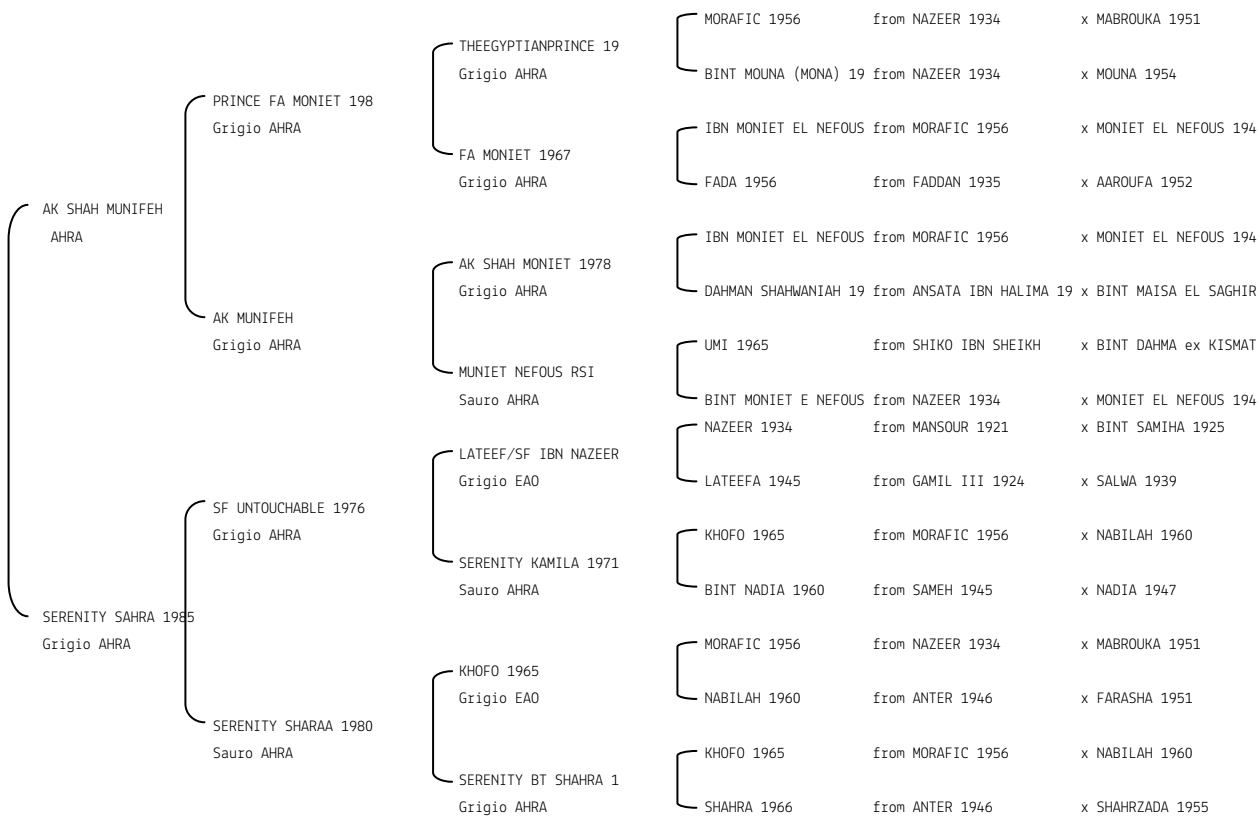 MORAFIC 1956 from NAZEER 1934 x MABROUKA 1951
THEEGYPTIANPRINCE 19
Grigio AHRA BINT MOUNA (MONA) 19 from NAZEER 1934 x MOUNA 1954
PRINCE FA MONIET 198
Grigio AHRA IBN MONIET EL NEFOUS from MORAFIC 1956 x MONIET EL NEFOUS 194
FA MONIET 1967
Grigio AHRA FADA 1956 from FADDAN 1935 x AAROUFA 1952
AK SHAH MUNIFEH
AHRA IBN MONIET EL NEFOUS from MORAFIC 1956 x MONIET EL NEFOUS 194
AK SHAH MONIET 1978
Grigio AHRA DAHMAN SHAHWANIAH 19 from ANSATA IBN HALIMA 19 x BINT MAISA EL SAGHIR
AK MUNIFEH
Grigio AHRA UMI 1965 from SHIKO IBN SHEIKH x BINT DAHMA ex KISMAT
MUNIET NEFOUS RSI
Sauro AHRA BINT MONIET E NEFOUS from NAZEER 1934 x MONIET EL NEFOUS 194
NAZEER 1934 from MANSOUR 1921 x BINT SAMIHA 1925
LATEEF/SF IBN NAZEER
Grigio EAO LATEEFA 1945 from GAMIL III 1924 x SALWA 1939
SF UNTOUCHABLE 1976
Grigio AHRA KHOFO 1965 from MORAFIC 1956 x NABILAH 1960
SERENITY KAMILA 1971
Sauro AHRA BINT NADIA 1960 from SAMEH 1945 x NADIA 1947
SERENITY SAHRA 1985
Grigio AHRA MORAFIC 1956 from NAZEER 1934 x MABROUKA 1951
KHOFO 1965
Grigio EAO NABILAH 1960 from ANTER 1946 x FARASHA 1951
SERENITY SHARAA 1980
Sauro AHRA KHOFO 1965 from MORAFIC 1956 x NABILAH 1960
SERENITY BT SHAHRA 1
Grigio AHRA SHAHRA 1966 from ANTER 1946 x SHAHRZADA 1955